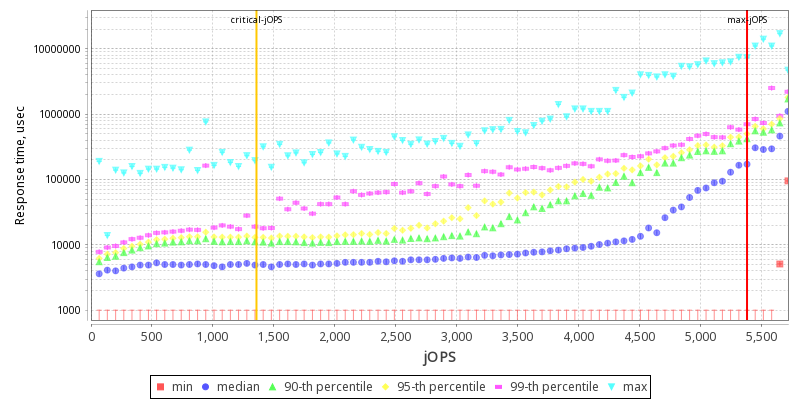 critical-jOPS
max-jOPS
Response time, usec
10000000
1000000
100000
10000
1000
0
500
1,000
1,500
2,000
2,500
3,000
3,500
4,000
4,500
5,000
5,500
jOPS
min
median
90-th percentile
95-th percentile
99-th percentile
max